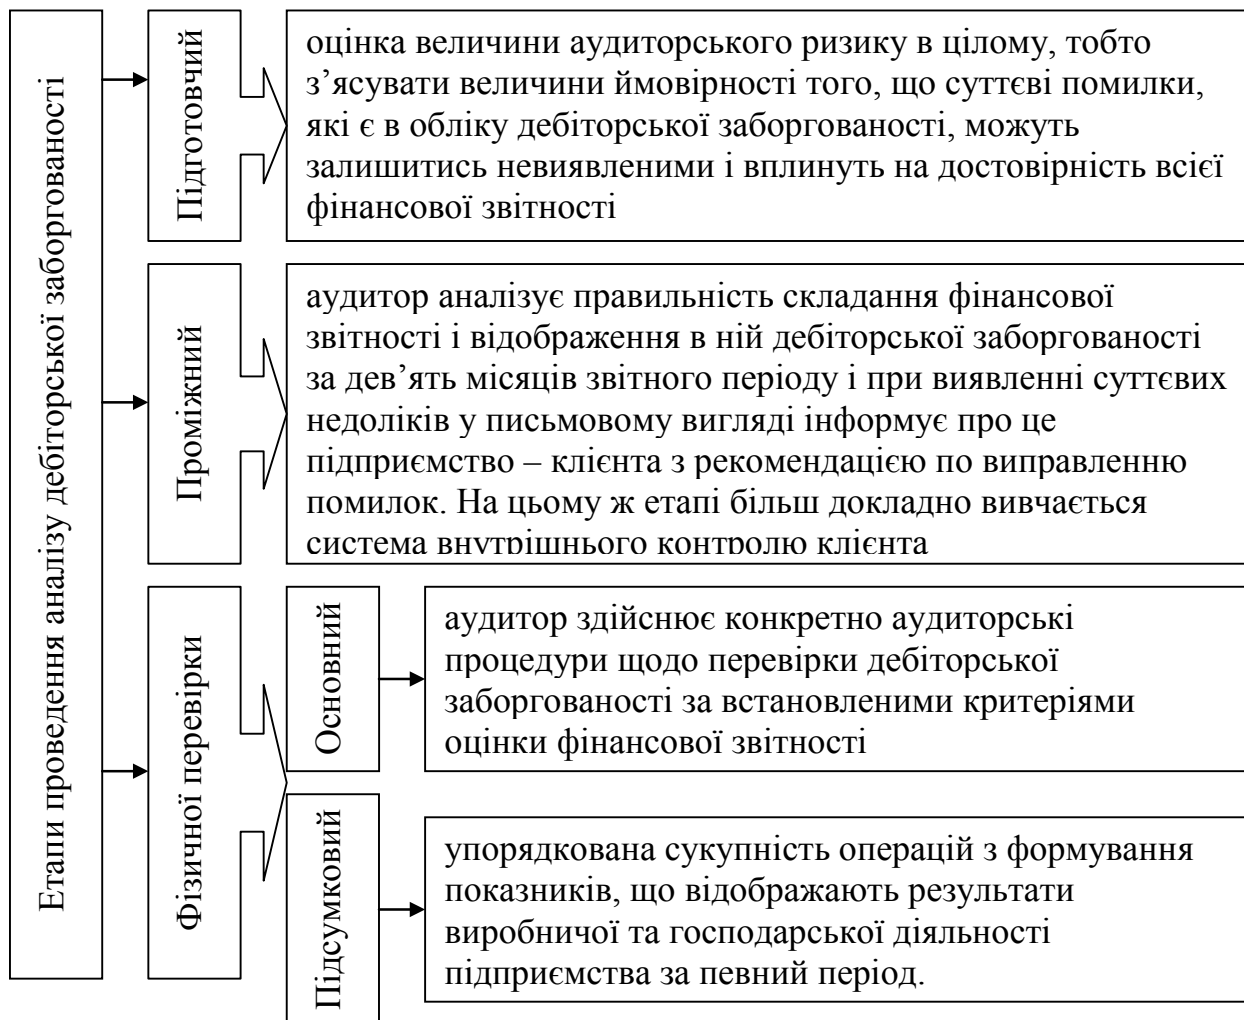 Етапи проведення аналізу дебіторської заборгованості
Підготовчий
оцінка величини аудиторського ризику в цілому, тобто
з’ясувати величини ймовірності того, що суттєві помилки,
які є в обліку дебіторської заборгованості, можуть
залишитись невиявленими і вплинуть на достовірність всієї
фінансової звітності
Проміжний
аудитор аналізує правильність складання фінансової
звітності і відображення в ній дебіторської заборгованості
за дев’ять місяців звітного періоду і при виявленні суттєвих
недоліків у письмовому вигляді інформує про це
підприємство – клієнта з рекомендацією по виправленню
помилок. На цьому ж етапі більш докладно вивчається
система внутрішнього контролю клієнта
Фізичної перевірки
Основний
аудитор здійснює конкретно аудиторські
процедури щодо перевірки дебіторської
заборгованості за встановленими критеріями
оцінки фінансової звітності
Підсумковий
упорядкована сукупність операцій з формування
показників, що відображають результати
виробничої та господарської діяльності
підприємства за певний період.